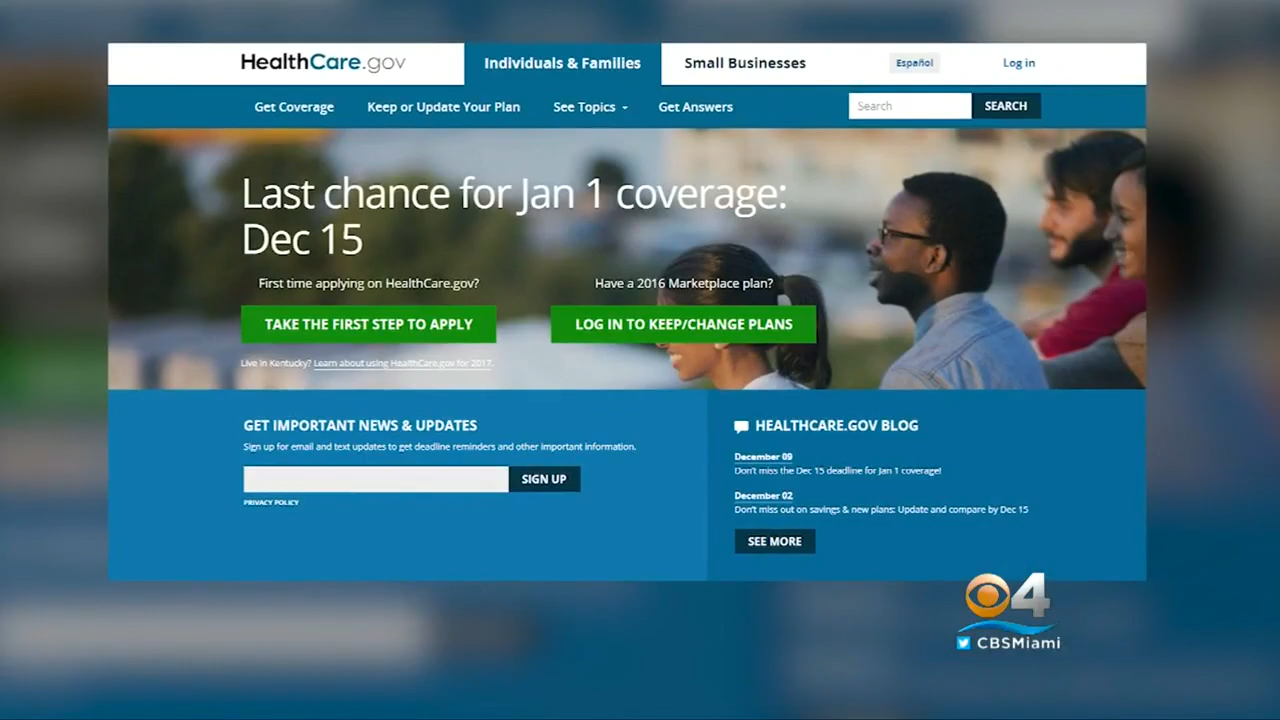 HealthCare.gov
Individuals & Families
Small Businesses
Español
Log in
Get Coverage
Keep or Update Your Plan
See Topics
Get Answers
Search
SEARCH
Last chance for Jan 1 coverage:
Dec 15
First time applying on HealthCare.gov?
TAKE THE FIRST STEP TO APPLY
Have a 2016 Marketplace plan?
LOG IN TO KEEP/CHANGE PLANS
Live in Kentucky? Learn about using HealthCare.gov for 2017.
GET IMPORTANT NEWS & UPDATES
Sign up for email and text updates to get deadline reminders and other important information.
SIGN UP
PRIVACY POLICY
HEALTHCARE.GOV BLOG
December 09
Don't miss the Dec 15 deadline for Jan 1 coverage!
December 02
Don't miss out on savings & new plans: Update and compare by Dec 15
SEE MORE
4
CBSMiami